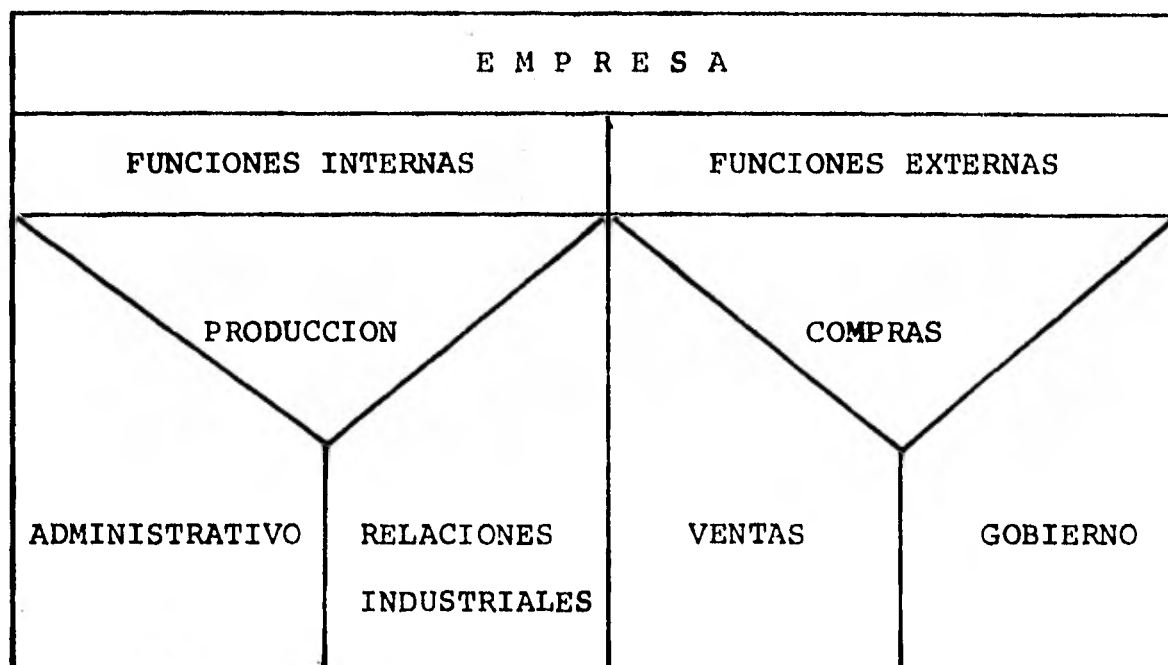 E M P R E S A
FUNCIONES INTERNAS
FUNCIONES EXTERNAS
PRODUCCION
COMPRAS
ADMINISTRATIVO
RELACIONES
INDUSTRIALES
VENTAS
GOBIERNO